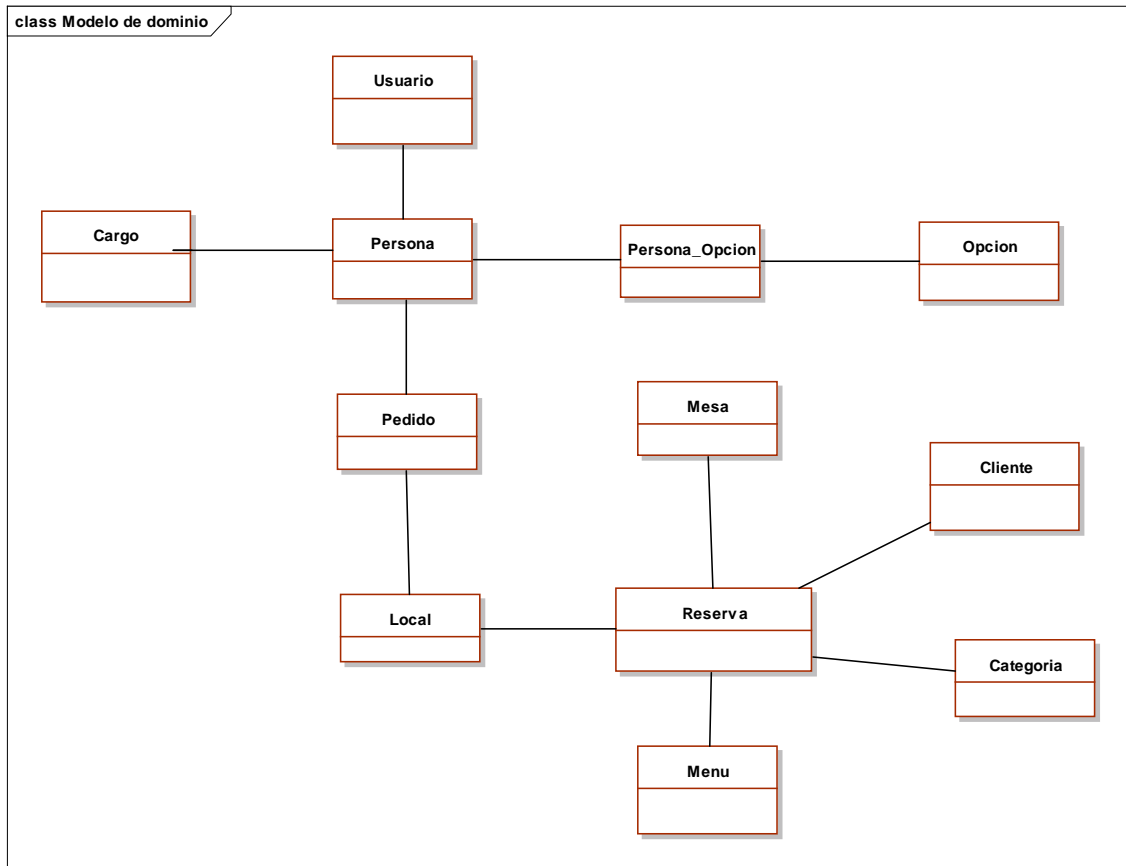 class Modelo de dominio
Usuario
Cargo
Persona
Persona_Opcion
Opcion
Pedido
Mesa
Cliente
Local
Reserva
Categoria
Menu